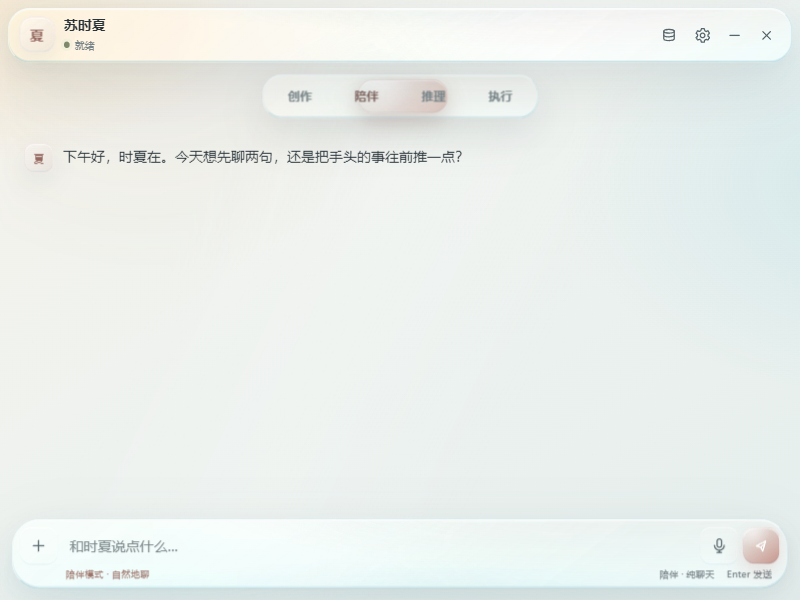 夏
苏时夏
就绪
创作 陪伴 推理 执行
夏
下午好，时夏在。今天想先聊两句，还是把手头的事往前推一点？
和时夏说点什么...
陪伴模式 · 自然地聊
陪伴 · 纯聊天 Enter 发送